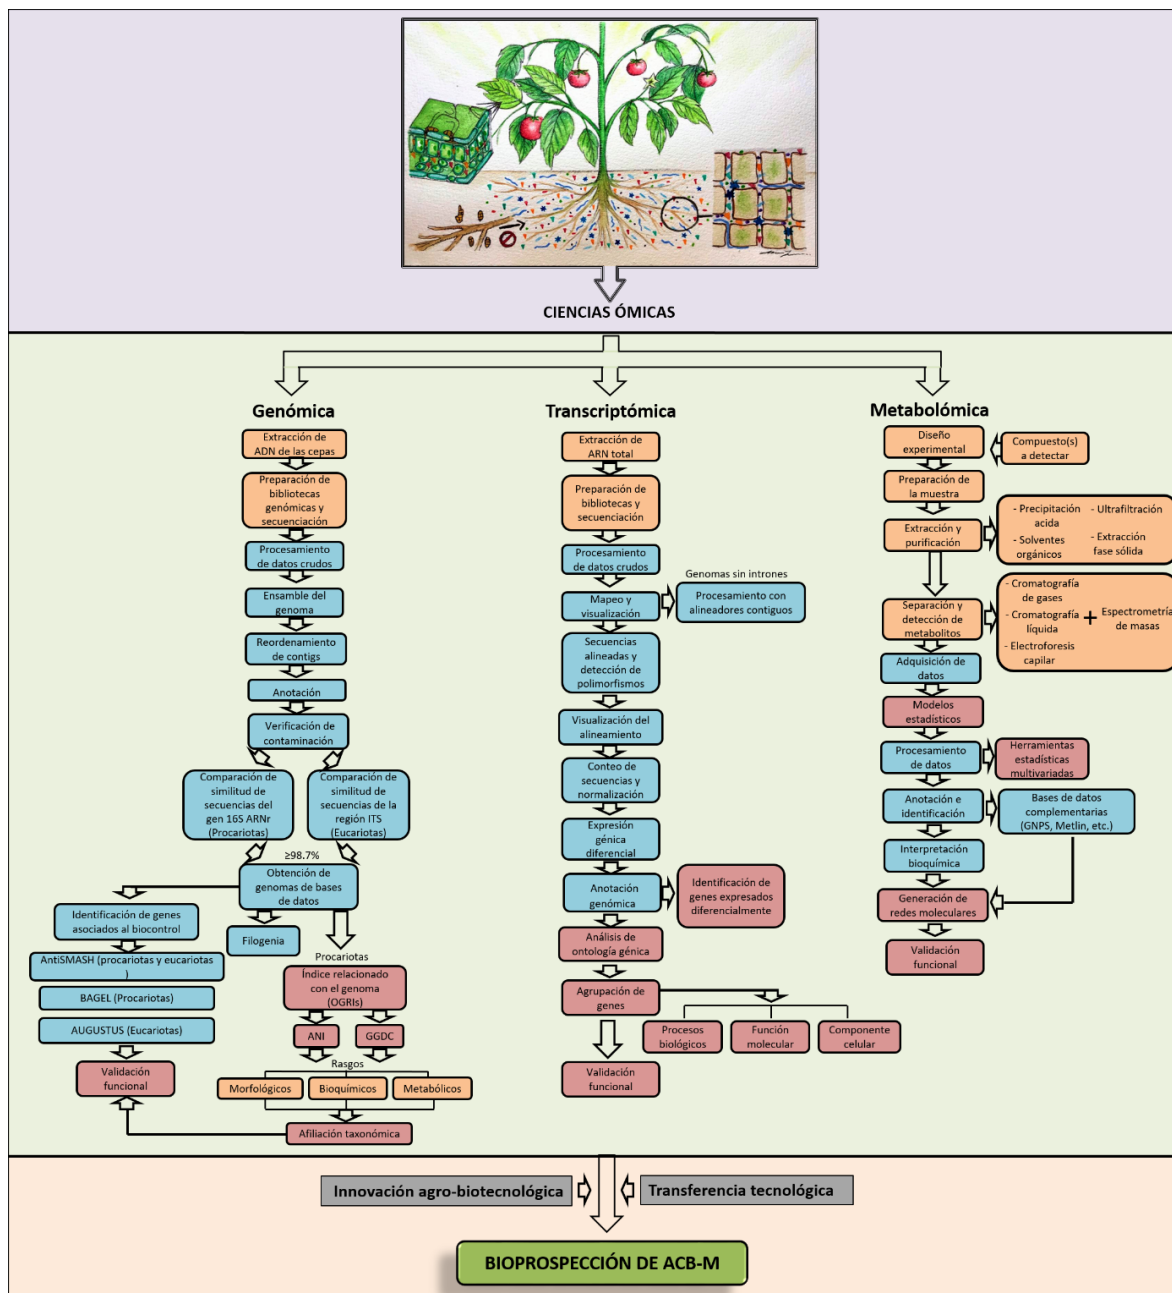 CIENCIAS ÓMICAS
Genómica
Extracción de
ADN de las cepas
Preparación de
bibliotecas
genómicas y
secuenciación
Procesamiento
de datos crudos
Ensamble del
genoma
Reordenamiento
de contigs
Anotación
Verificación de
contaminación
Comparación de
similitud de
secuencias del
gen 16S ARNr
(Procariotas)
Comparación de
similitud de
secuencias de la
región ITS
(Eucariotas)
≥98.7%
Obtención de
genomas de bases
de datos
Identificación de genes
asociados al biocontrol
Filogenia
AntiSMASH (procariotas y eucariotas
)
BAGEL (Procariotas)
AUGUSTUS (Eucariotas)
Validación
funcional
Procariotas
Índice relacionado
con el genoma
(OGRIs)
ANI
GGDC
Rasgos
Morfológicos
Bioquímicos
Metabólicos
Afiliación taxonómica
Transcriptómica
Extracción de
ARN total
Preparación de
bibliotecas y
secuenciación
Procesamiento
de datos crudos
Mapeo y
visualización
Genomas sin intrones
Procesamiento con
alineadores contiguos
Secuencias
alineadas y
detección de
polimorfismos
Visualización del
alineamiento
Conteo de
secuencias y
normalización
Expresión
génica
diferencial
Anotación
genómica
Identificación de
genes expresados
diferencialmente
Análisis de
ontología génica
Agrupación de
genes
Procesos
biológicos
Función
molecular
Componente
celular
Validación
funcional
Metabolómica
Diseño
experimental
Compuesto(s)
a detectar
Preparación de
la muestra
Extracción y
purificación
- Precipitación
acida
- Solventes
orgánicos
- Ultrafiltración
- Extracción
fase sólida
Separación y
detección de
metabolitos
- Cromatografía
de gases
- Cromatografía
líquida
- Electroforesis
capilar
+
Espectrometría
de masas
Adquisición de
datos
Modelos
estadísticos
Procesamiento
de datos
Herramientas
estadísticas
multivariadas
Anotación e
identificación
Bases de datos
complementarias
(GNPS, Metlin, etc.)
Interpretación
bioquímica
Generación de
redes moleculares
Validación
funcional
Innovación agro-biotecnológica
Transferencia tecnológica
BIOPROSPECCIÓN DE ACB-M